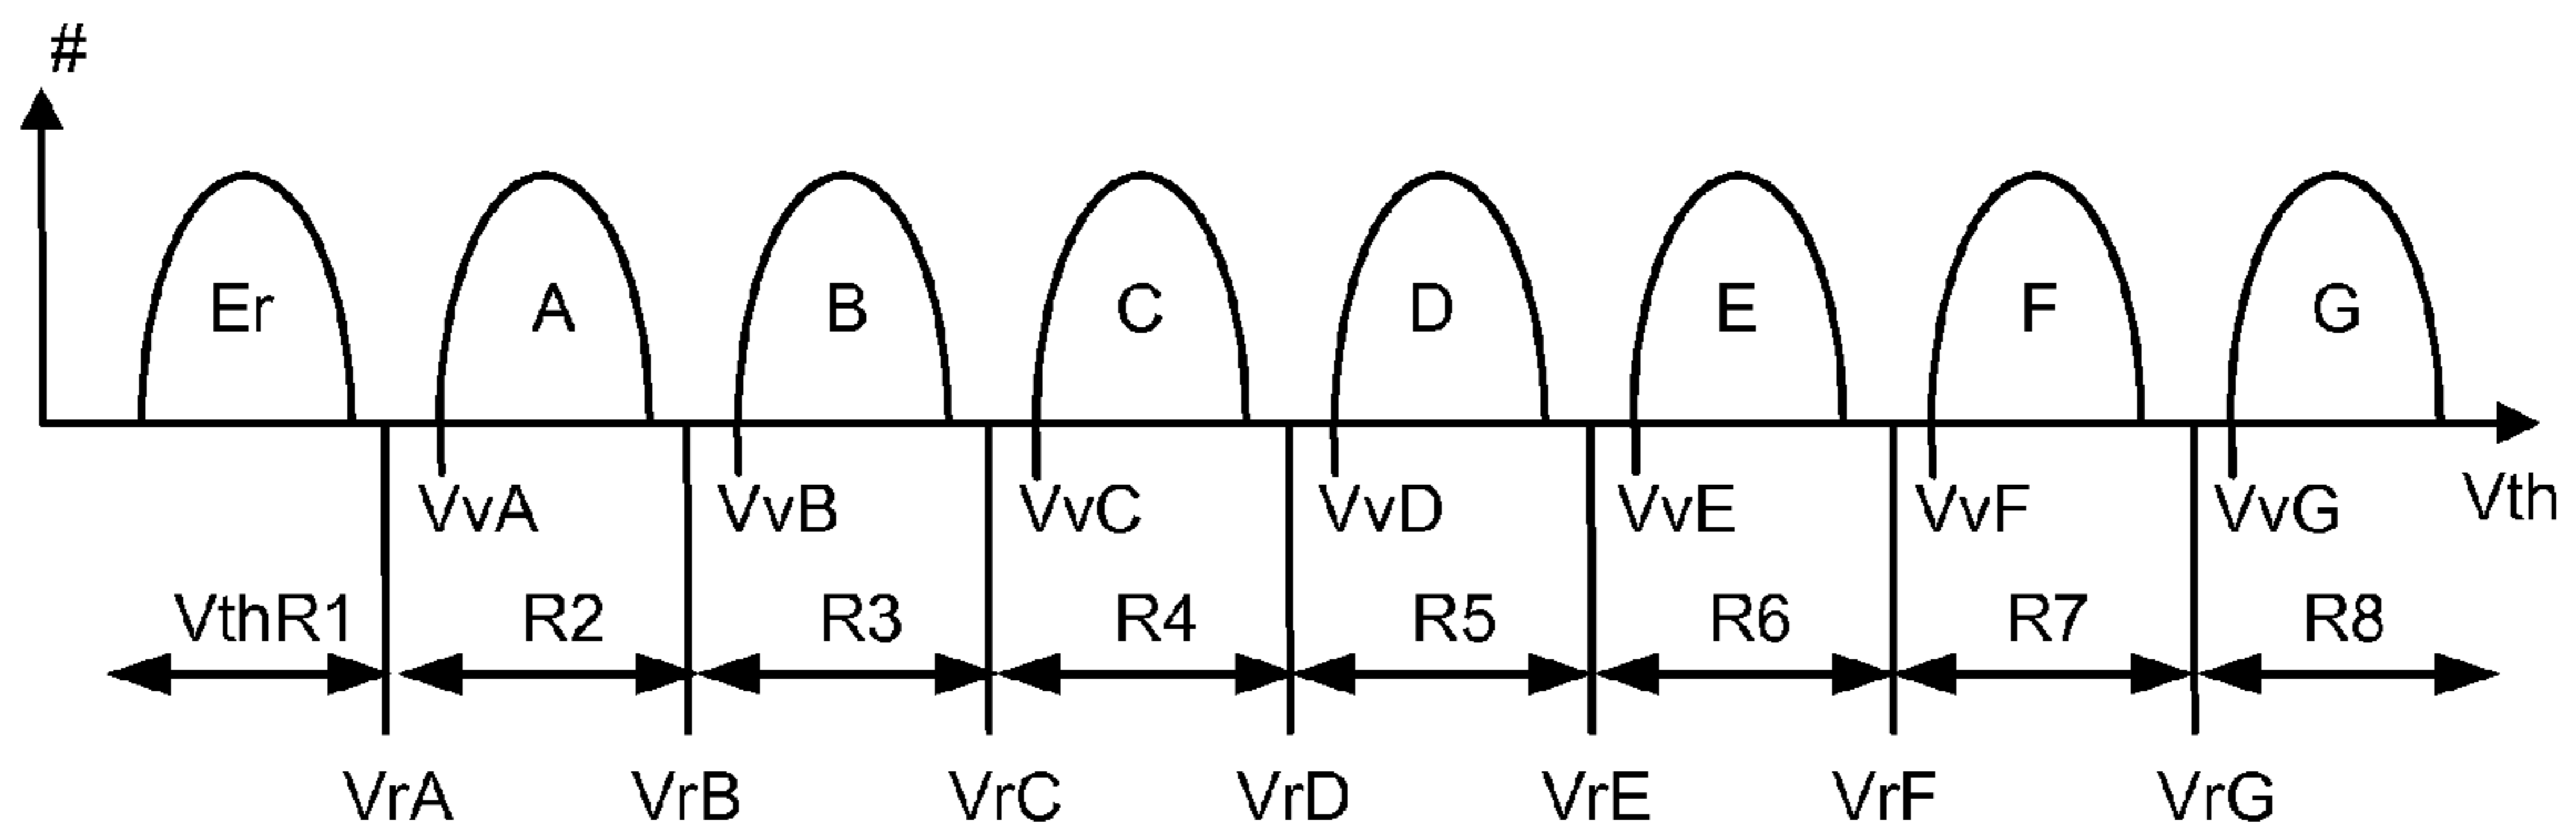 #
Er A B C D E F G
VvA VvB VvC VvD VvE VvF VvG Vth
VthR1 R2 R3 R4 R5 R6 R7 R8
VrA VrB VrC VrD VrE VrF VrG